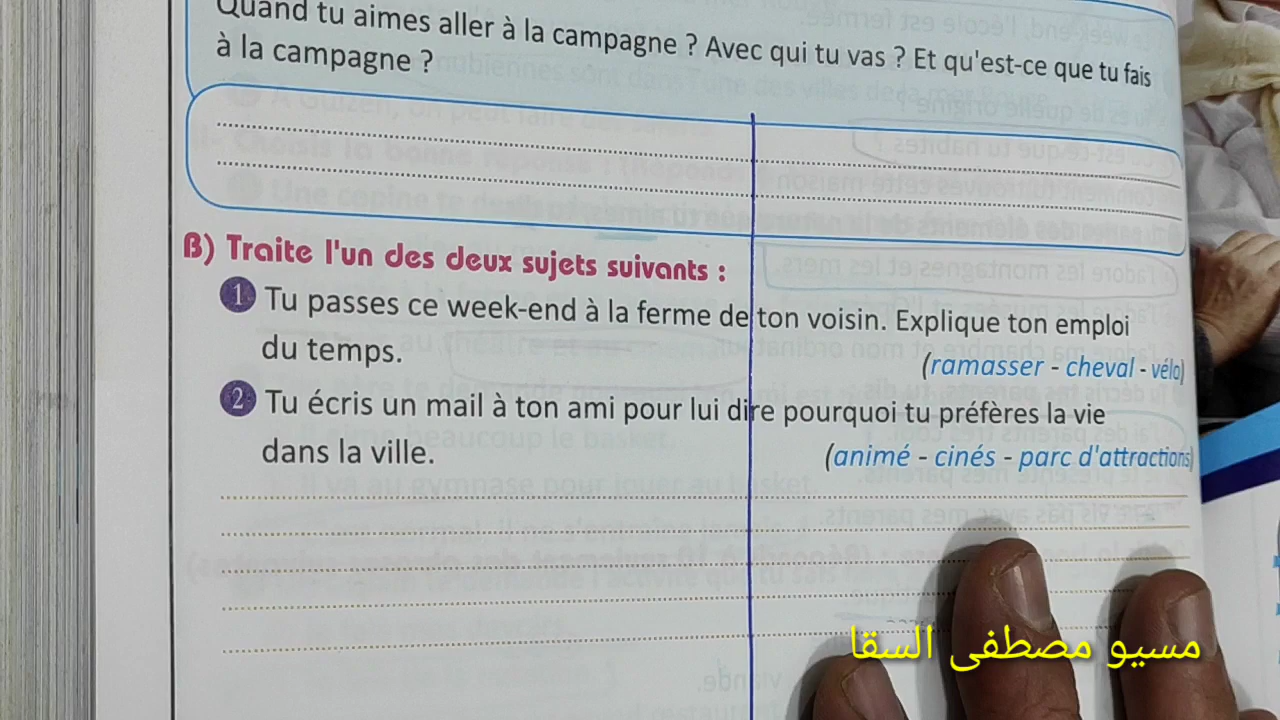 Quand tu aimes aller à la campagne ? Avec qui tu vas ? Et qu'est-ce que tu fais
à la campagne ?
B) Traite l'un des deux sujets suivants :
1 Tu passes ce week-end à la ferme de ton voisin. Explique ton emploi
du temps.
(ramasser - cheval - vélo)
2 Tu écris un mail à ton ami pour lui dire pourquoi tu préfères la vie
dans la ville.
(animé - cinés - parc d'attractions)
مسيو مصطفى السقا